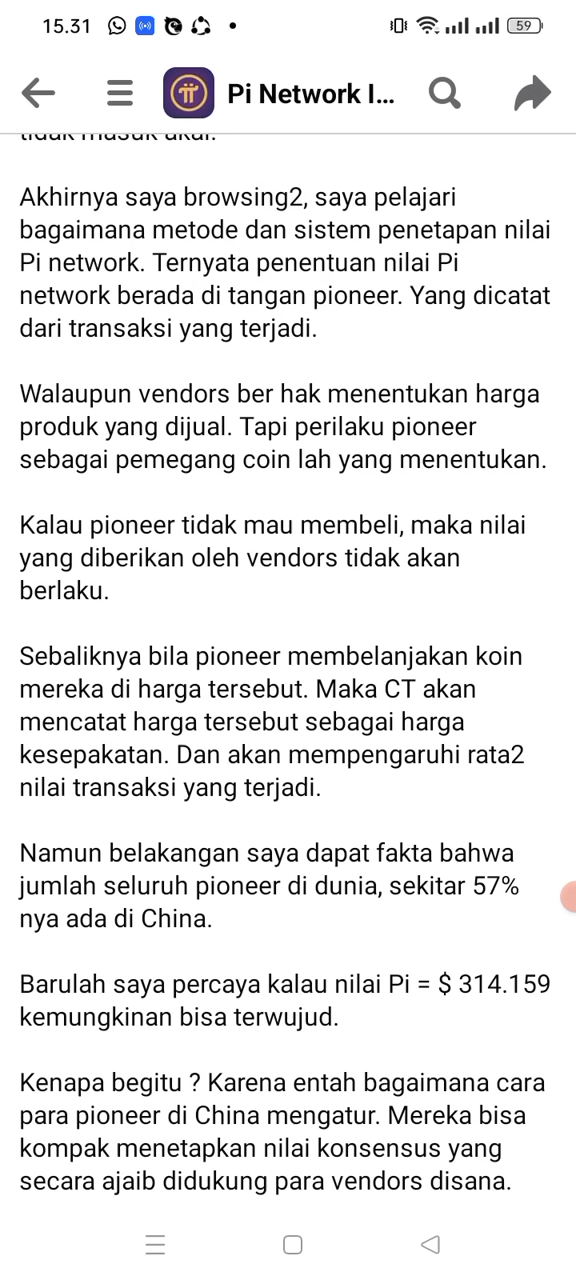 15.31
59
Pi Network I...
tidak masuk akal.
Akhirnya saya browsing2, saya pelajari
bagaimana metode dan sistem penetapan nilai
Pi network. Ternyata penentuan nilai Pi
network berada di tangan pioneer. Yang dicatat
dari transaksi yang terjadi.
Walaupun vendors ber hak menentukan harga
produk yang dijual. Tapi perilaku pioneer
sebagai pemegang coin lah yang menentukan.
Kalau pioneer tidak mau membeli, maka nilai
yang diberikan oleh vendors tidak akan
berlaku.
Sebaliknya bila pioneer membelanjakan koin
mereka di harga tersebut. Maka CT akan
mencatat harga tersebut sebagai harga
kesepakatan. Dan akan mempengaruhi rata2
nilai transaksi yang terjadi.
Namun belakangan saya dapat fakta bahwa
jumlah seluruh pioneer di dunia, sekitar 57%
nya ada di China.
Barulah saya percaya kalau nilai Pi = $ 314.159
kemungkinan bisa terwujud.
Kenapa begitu ? Karena entah bagaimana cara
para pioneer di China mengatur. Mereka bisa
kompak menetapkan nilai konsensus yang
secara ajaib didukung para vendors disana.